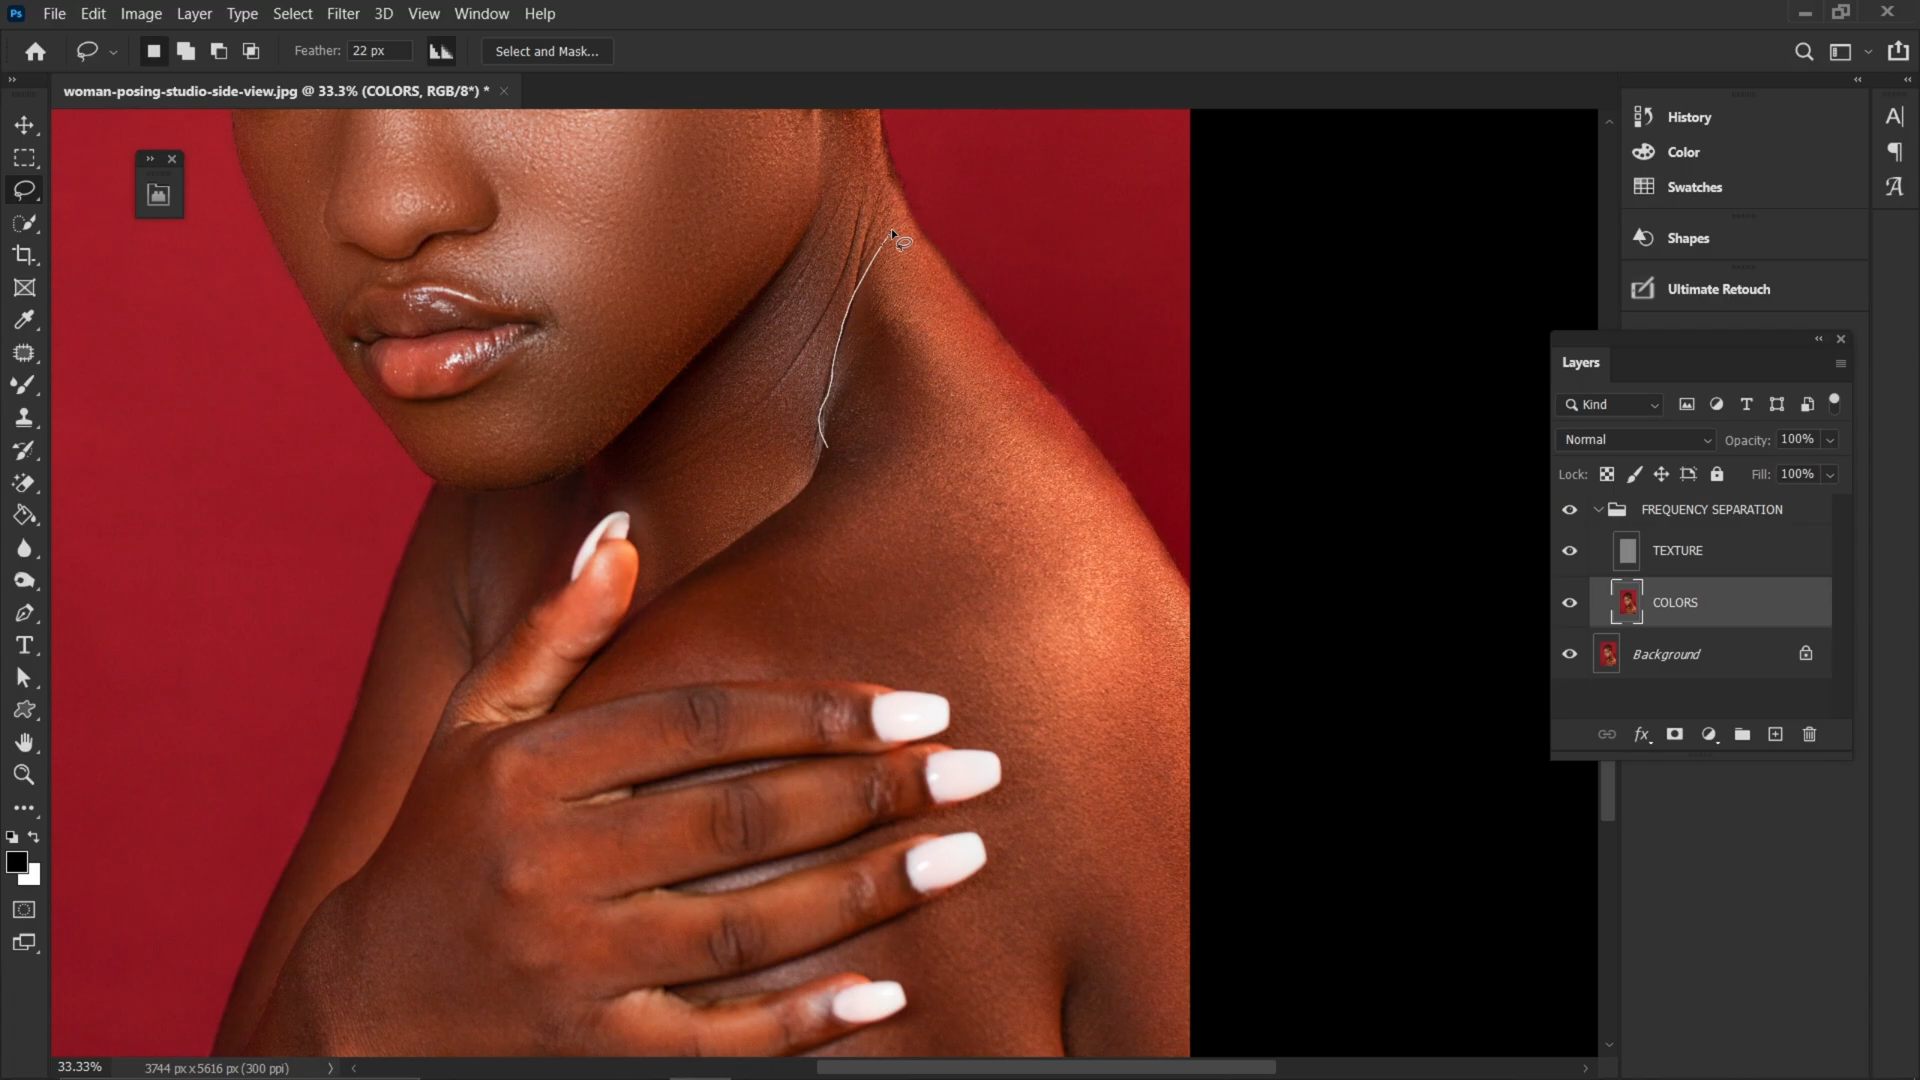 Ps File Edit Image Layer Type Select Filter 3D View Window Help
Feather: 22 px Select and Mask...
woman-posing-studio-side-view.jpg @ 33.3% (COLORS, RGB/8*) *
History
Color
Swatches
Shapes
Ultimate Retouch
Layers
Kind
Normal Opacity: 100%
Lock: Fill: 100%
FREQUENCY SEPARATION
TEXTURE
COLORS
Background
fx
33.33% 3744 px x 5616 px (300 ppi)